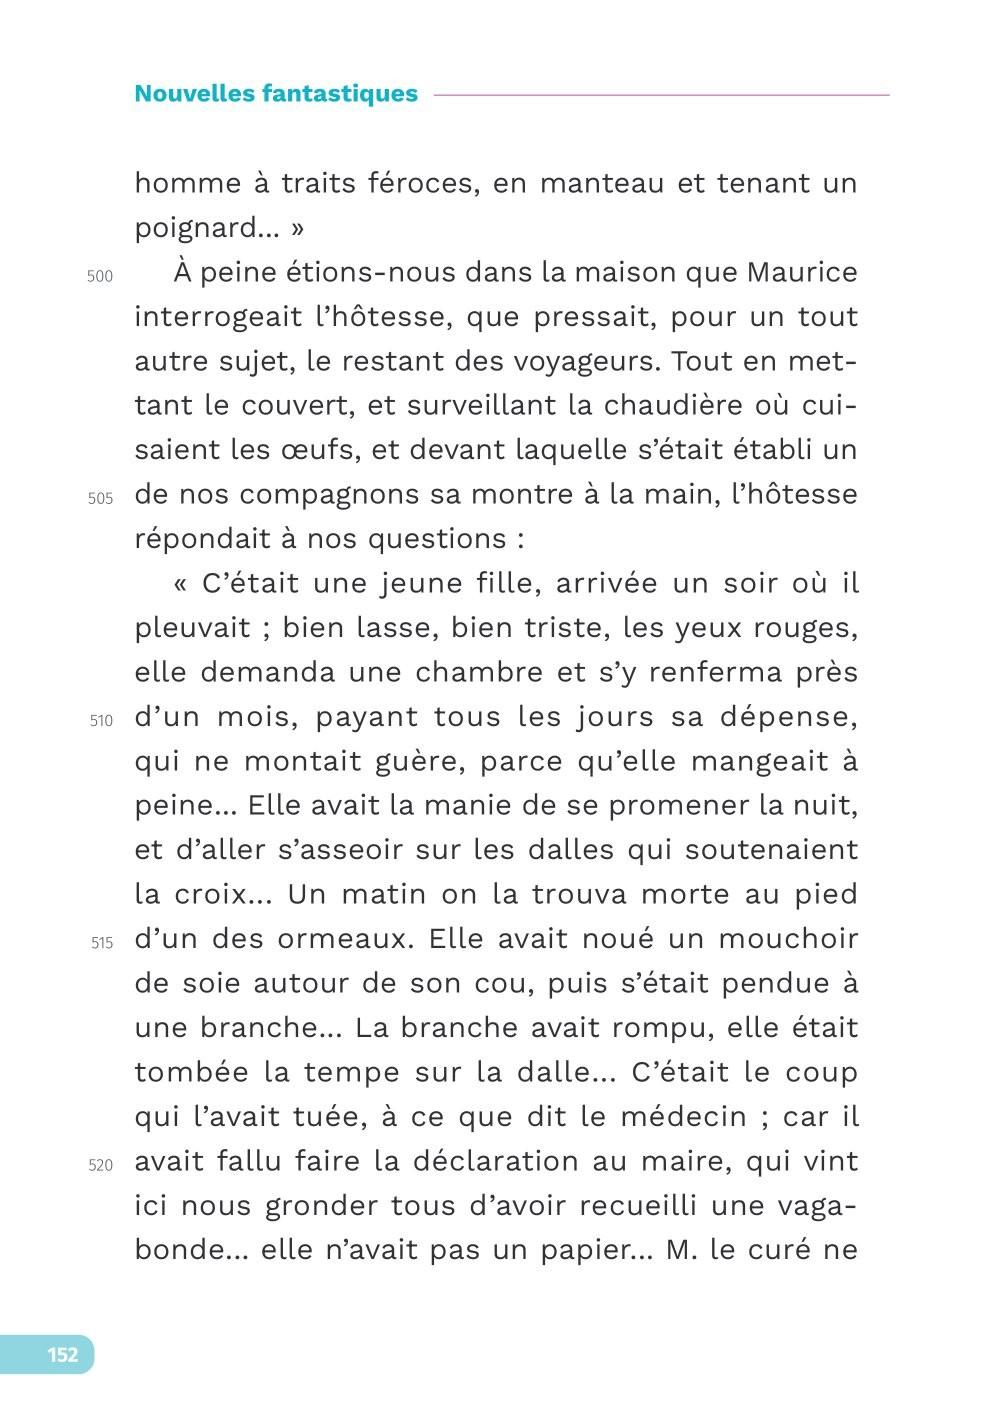 Nouvelles fantastiques
homme à traits féroces, en manteau et tenant un
poignard... »
500 À peine étions-nous dans la maison que Maurice
interrogeait l’hôtesse, que pressait, pour un tout
autre sujet, le restant des voyageurs. Tout en met-
tant le couvert, et surveillant la chaudière où cui-
saient les œufs, et devant laquelle s’était établi un
505 de nos compagnons sa montre à la main, l’hôtesse
répondait à nos questions :
« C’était une jeune fille, arrivée un soir où il
pleuvait ; bien lasse, bien triste, les yeux rouges,
elle demanda une chambre et s’y renferma près
510 d’un mois, payant tous les jours sa dépense,
qui ne montait guère, parce qu’elle mangeait à
peine... Elle avait la manie de se promener la nuit,
et d’aller s’asseoir sur les dalles qui soutenaient
la croix... Un matin on la trouva morte au pied
515 d’un des ormeaux. Elle avait noué un mouchoir
de soie autour de son cou, puis s’était pendue à
une branche... La branche avait rompu, elle était
tombée la tempe sur la dalle... C’était le coup
qui l’avait tuée, à ce que dit le médecin ; car il
520 avait fallu faire la déclaration au maire, qui vint
ici nous gronder tous d’avoir recueilli une vaga-
bonde... elle n’avait pas un papier... M. le curé ne
152